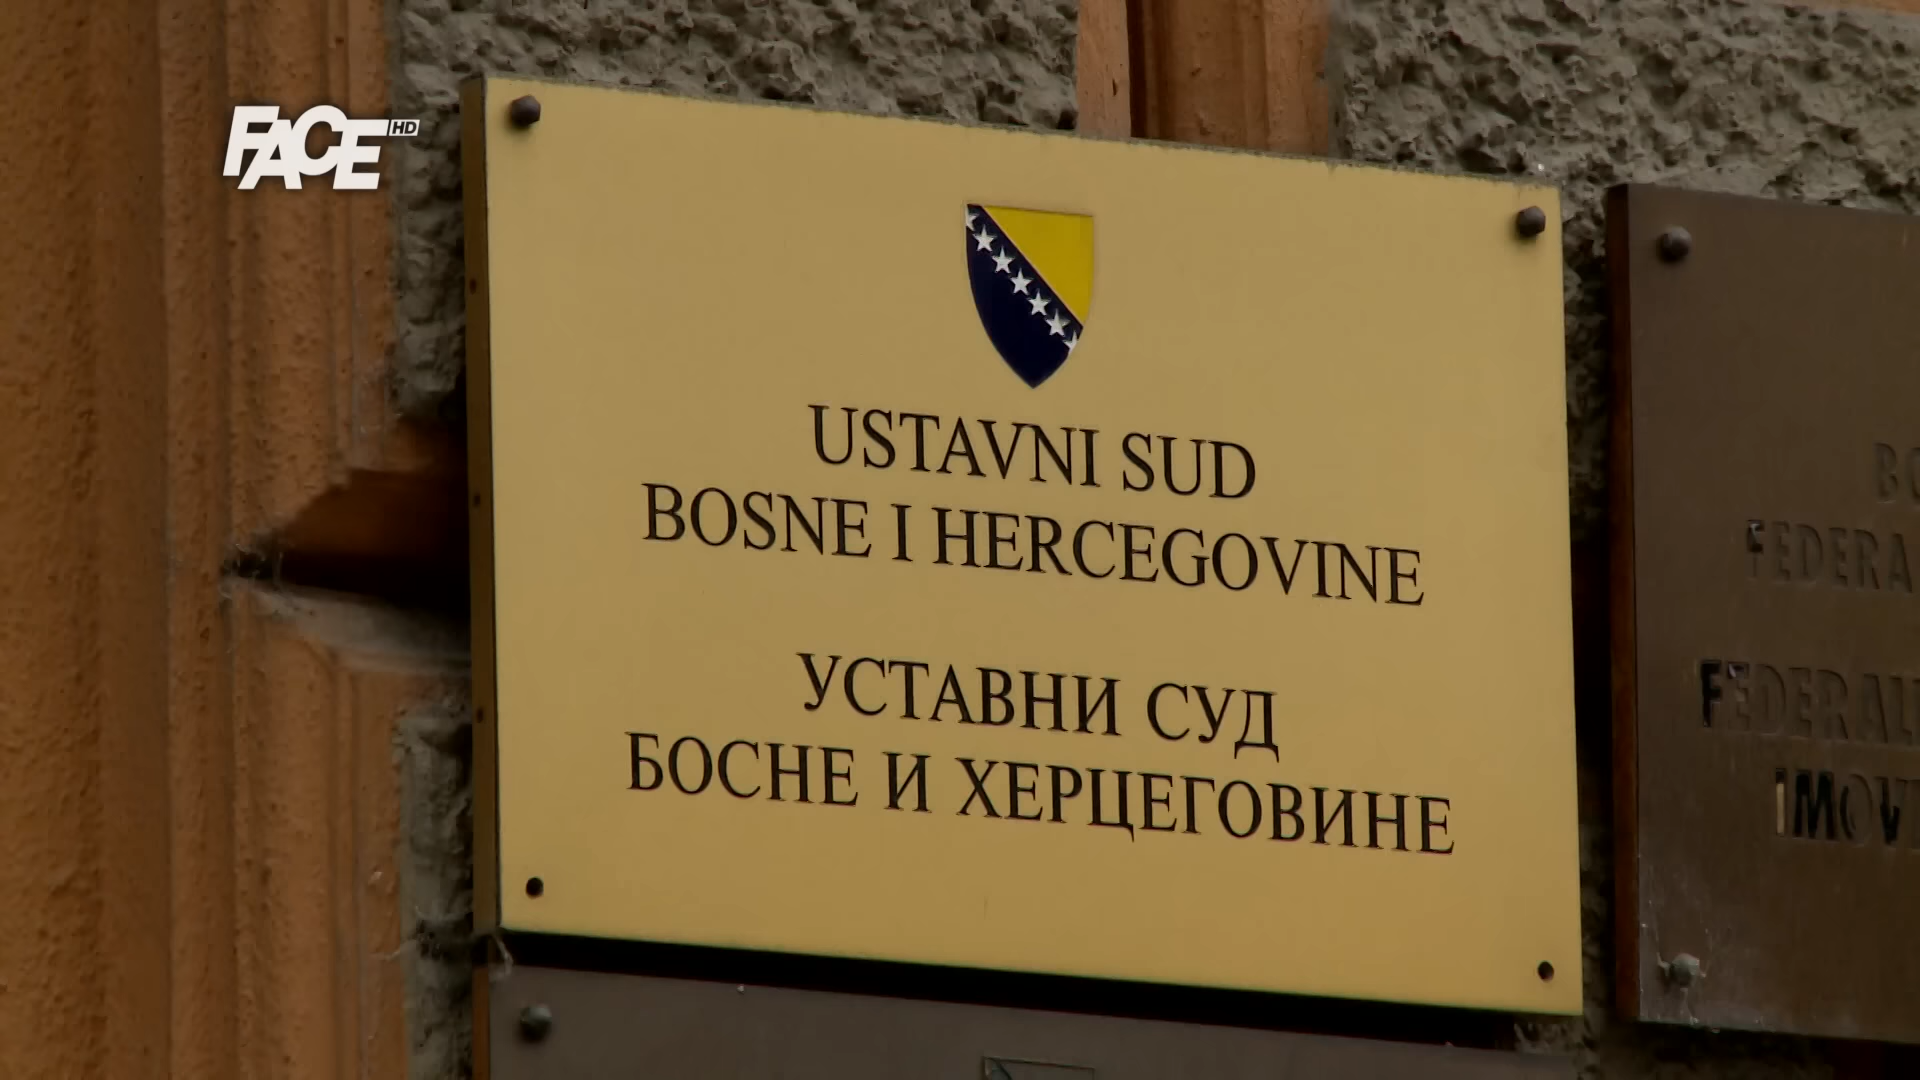 FACE HD
USTAVNI SUD
BOSNE I HERCEGOVINE
УСТАВНИ СУД
БОСНЕ И ХЕРЦЕГОВИНЕ